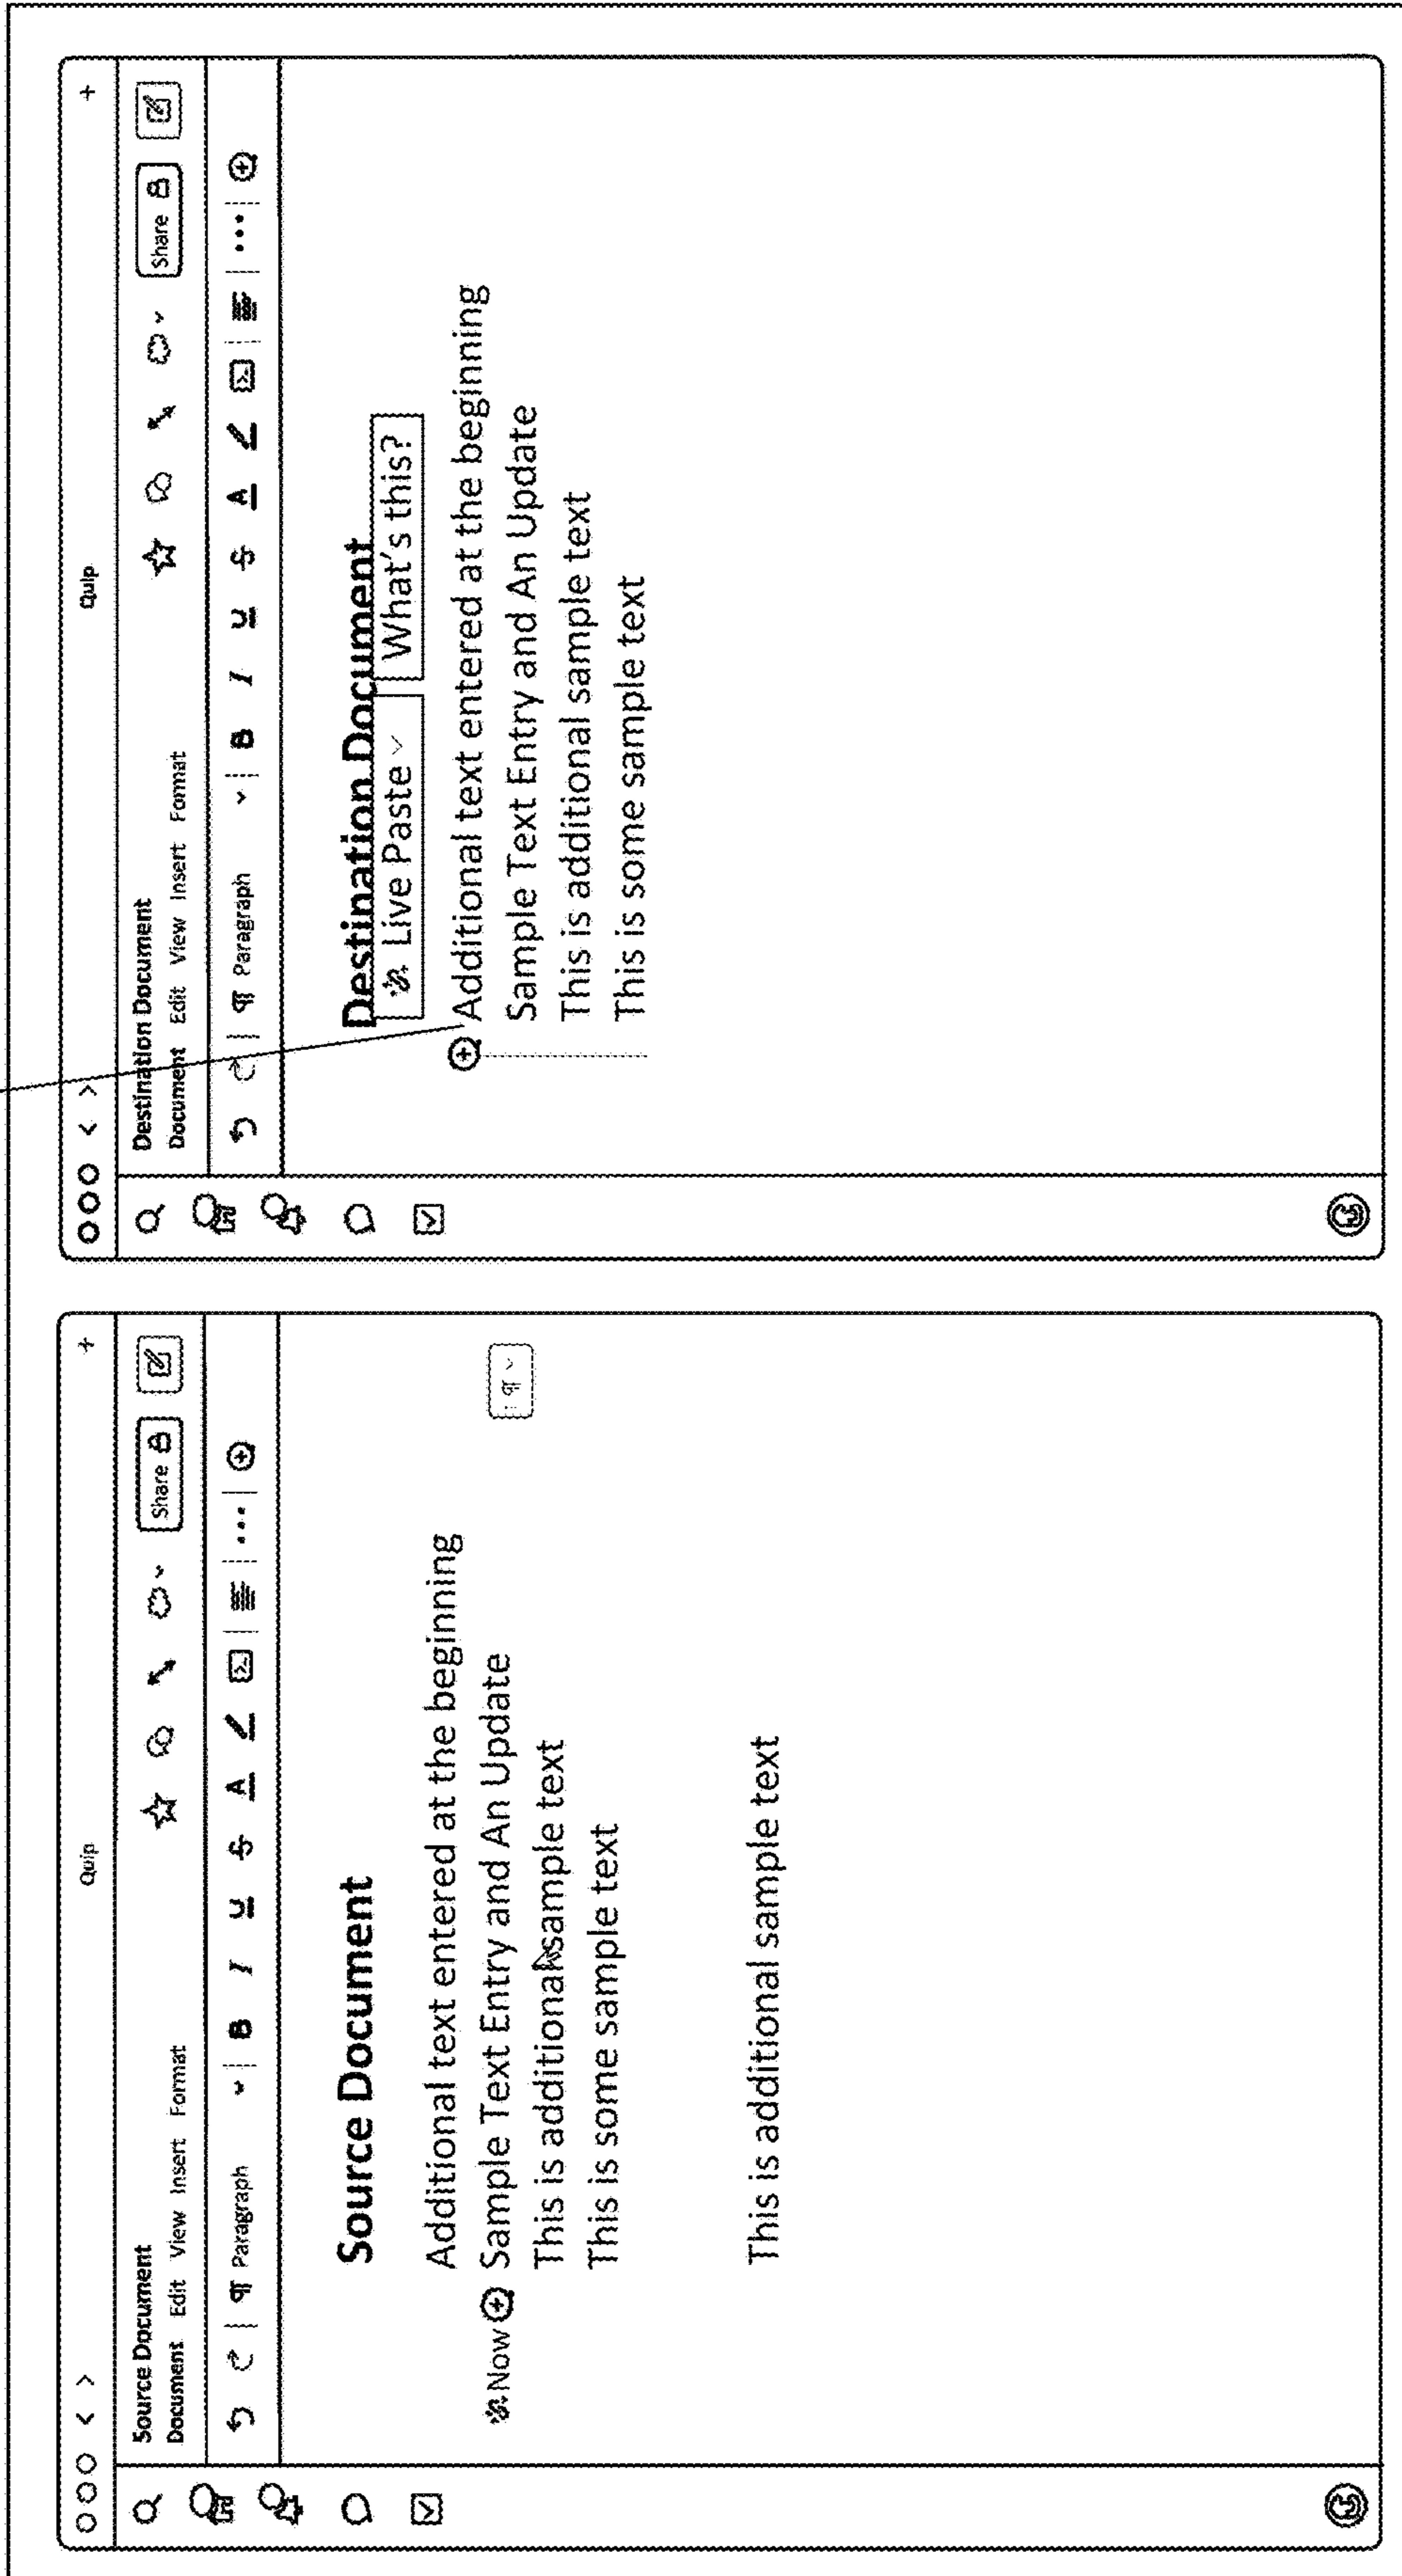 Quip
Source Document
Document Edit View Insert Format
Share
¶ Paragraph
B I U S A
Source Document
Additional text entered at the beginning
Now Sample Text Entry and An Update
¶
This is additional sample text
This is some sample text
This is additional sample text
Quip
Destination Document
Document Edit View Insert Format
Share
¶ Paragraph
B I U S A
Destination Document
Live Paste What's this?
Additional text entered at the beginning
Sample Text Entry and An Update
This is additional sample text
This is some sample text